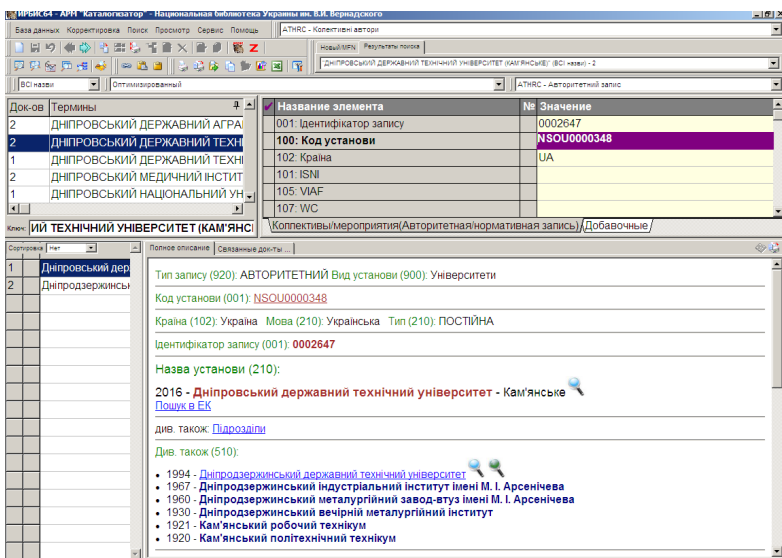 ИРБИС64 - АРМ "Каталогизатор" - Национальная библиотека Украины им. В.И. Вернадского
База данных Корректировка Поиск Просмотр Сервис Помощь
ATHRC - Колективні автори
Новый/MFN Результаты поиска
"ДНІПРОВСЬКИЙ ДЕРЖАВНИЙ ТЕХНІЧНИЙ УНІВЕРСИТЕТ (КАМ'ЯНСЬКЕ)" (ВСІ назви) - 2
ВСІ назви
Оптимизированный
ATHRC - Авторитетний запис
Док-ов Термины
2 ДНІПРОВСЬКИЙ ДЕРЖАВНИЙ АГРА
2 ДНІПРОВСЬКИЙ ДЕРЖАВНИЙ ТЕХН
1 ДНІПРОВСЬКИЙ ДЕРЖАВНИЙ ТЕХНІ
2 ДНІПРОВСЬКИЙ МЕДИЧНИЙ ІНСТИТ
1 ДНІПРОВСЬКИЙ НАЦІОНАЛЬНИЙ УН
Ключ: ИЙ ТЕХНІЧНИЙ УНІВЕРСИТЕТ (КАМ'ЯНС
Название элемента № Значение
001: Ідентифікатор запису 0002647
100: Код установи NSOU0000348
102: Країна UA
101: ISNI
105: VIAF
107: WC
Коллективы/мероприятия(Авторитетная/нормативная запись) Добавочные
Сортировка Нет
1 Дніпровський дер
2 Дніпродзержинськ
Полное описание Связанные док-ты ...
Тип запису (920): АВТОРИТЕТНИЙ Вид установи (900): Університети
Код установи (001): NSOU0000348
Країна (102): Україна Мова (210): Українська Тип (210): ПОСТІЙНА
Ідентифікатор запису (001): 0002647
Назва установи (210):
2016 - Дніпровський державний технічний університет - Кам'янське
Пошук в ЕК
див. також: Підрозділи
Див. також (510):
• 1994 - Дніпродзержинський державний технічний університет
• 1967 - Дніпродзержинський індустріальний інститут імені М. І. Арсенічева
• 1960 - Дніпродзержинський металургійний завод-втуз імені М. І. Арсенічева
• 1930 - Дніпродзержинський вечірній металургійний інститут
• 1921 - Кам'янський робочий технікум
• 1920 - Кам'янський політехнічний технікум